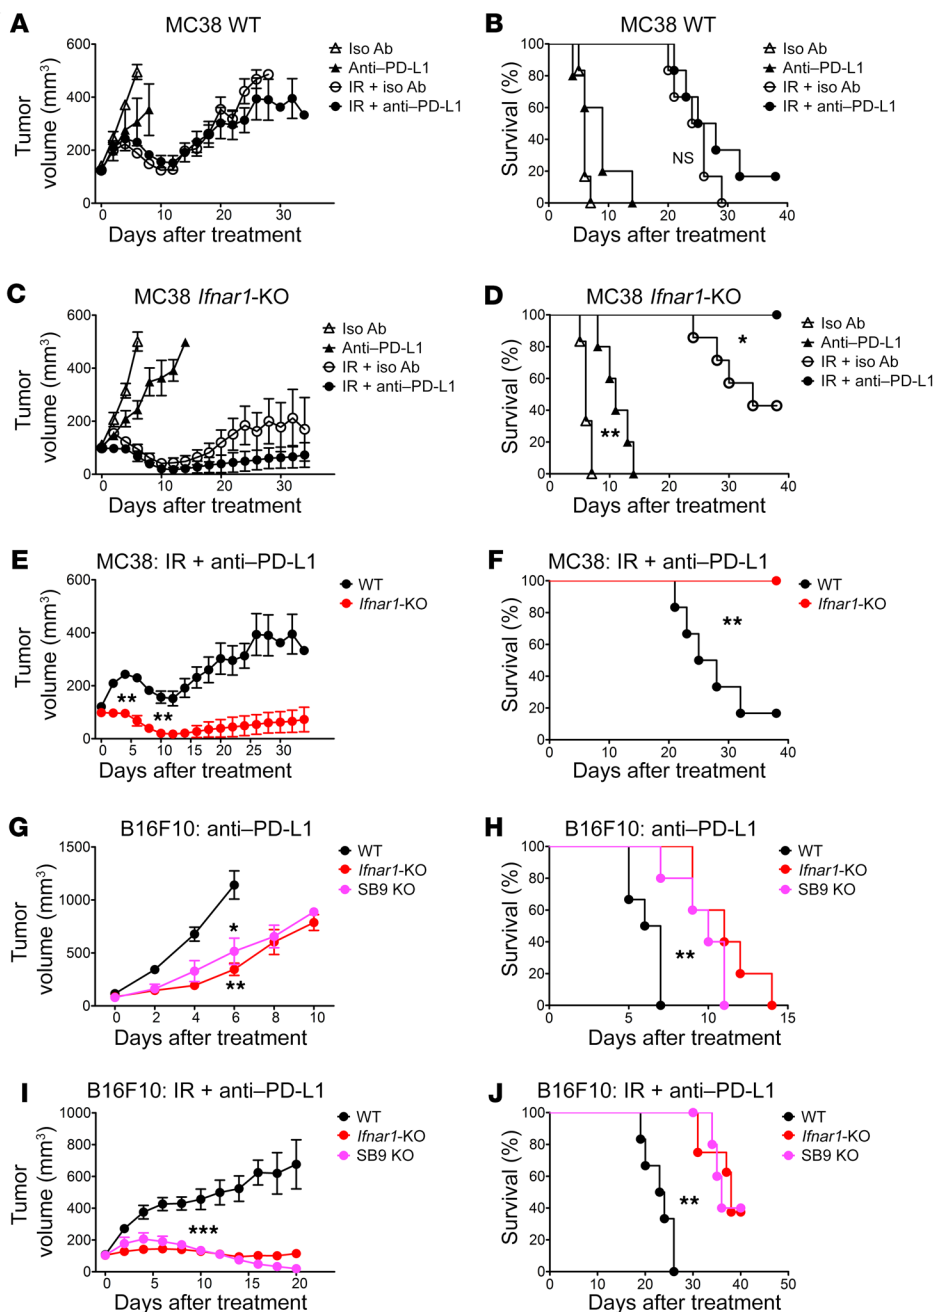 A
MC38 WT
Tumor
volume (mm³)
600
400
200
0
0
10
20
30
Days after treatment
Iso Ab
Anti–PD-L1
IR + iso Ab
IR + anti–PD-L1
B
MC38 WT
Survival (%)
100
80
60
40
20
0
0
10
20
30
40
NS
Days after treatment
Iso Ab
Anti–PD-L1
IR + iso Ab
IR + anti–PD-L1
C
MC38 Ifnar1-KO
Tumor
volume (mm³)
600
400
200
0
0
10
20
30
Days after treatment
Iso Ab
Anti–PD-L1
IR + iso Ab
IR + anti–PD-L1
D
MC38 Ifnar1-KO
Survival (%)
100
80
60
40
20
0
0
10
20
30
40
**
*
Days after treatment
Iso Ab
Anti–PD-L1
IR + iso Ab
IR + anti–PD-L1
E
MC38: IR + anti–PD-L1
Tumor
volume (mm³)
600
400
200
0
0
5
10
15
20
25
30
**
**
Days after treatment
WT
Ifnar1-KO
F
MC38: IR + anti–PD-L1
Survival (%)
100
80
60
40
20
0
0
10
20
30
40
**
Days after treatment
WT
Ifnar1-KO
G
B16F10: anti–PD-L1
Tumor
volume (mm³)
1500
1000
500
0
0
2
4
6
8
10
*
**
Days after treatment
WT
Ifnar1-KO
SB9 KO
H
B16F10: anti–PD-L1
Survival (%)
100
80
60
40
20
0
0
5
10
15
**
Days after treatment
WT
Ifnar1-KO
SB9 KO
I
B16F10: IR + anti–PD-L1
Tumor
volume (mm³)
1000
800
600
400
200
0
0
5
10
15
20
***
Days after treatment
WT
Ifnar1-KO
SB9 KO
J
B16F10: IR + anti–PD-L1
Survival (%)
100
80
60
40
20
0
0
10
20
30
40
50
**
Days after treatment
WT
Ifnar1-KO
SB9 KO